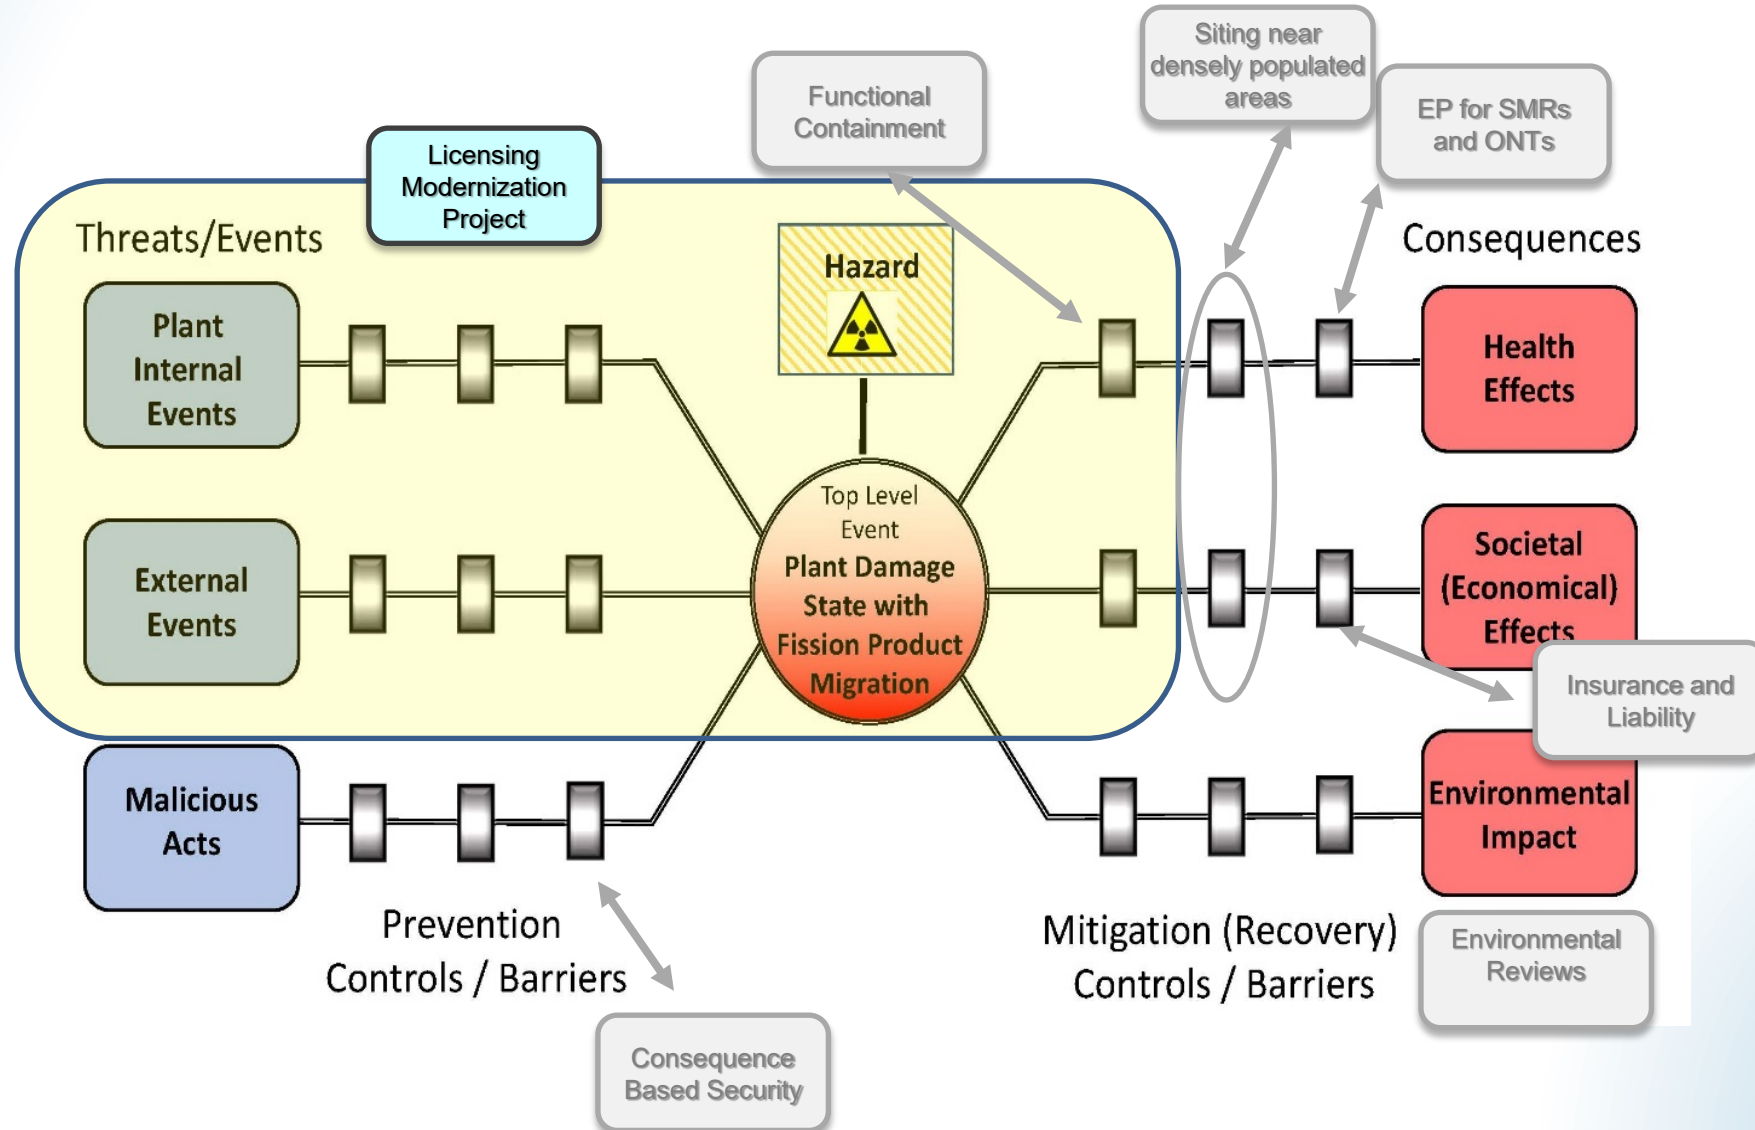 Siting near
densely populated
areas
Functional
Containment
EP for SMRs
and ONTs
Licensing
Modernization
Project
Threats/Events
Hazard
Consequences
Plant
Internal
Events
Health
Effects
Top Level
Event
Plant Damage
State with
Fission Product
Migration
External
Events
Societal
(Economical)
Effects
Insurance and
Liability
Malicious
Acts
Environmental
Impact
Prevention
Controls / Barriers
Mitigation (Recovery)
Controls / Barriers
Environmental
Reviews
Consequence
Based Security